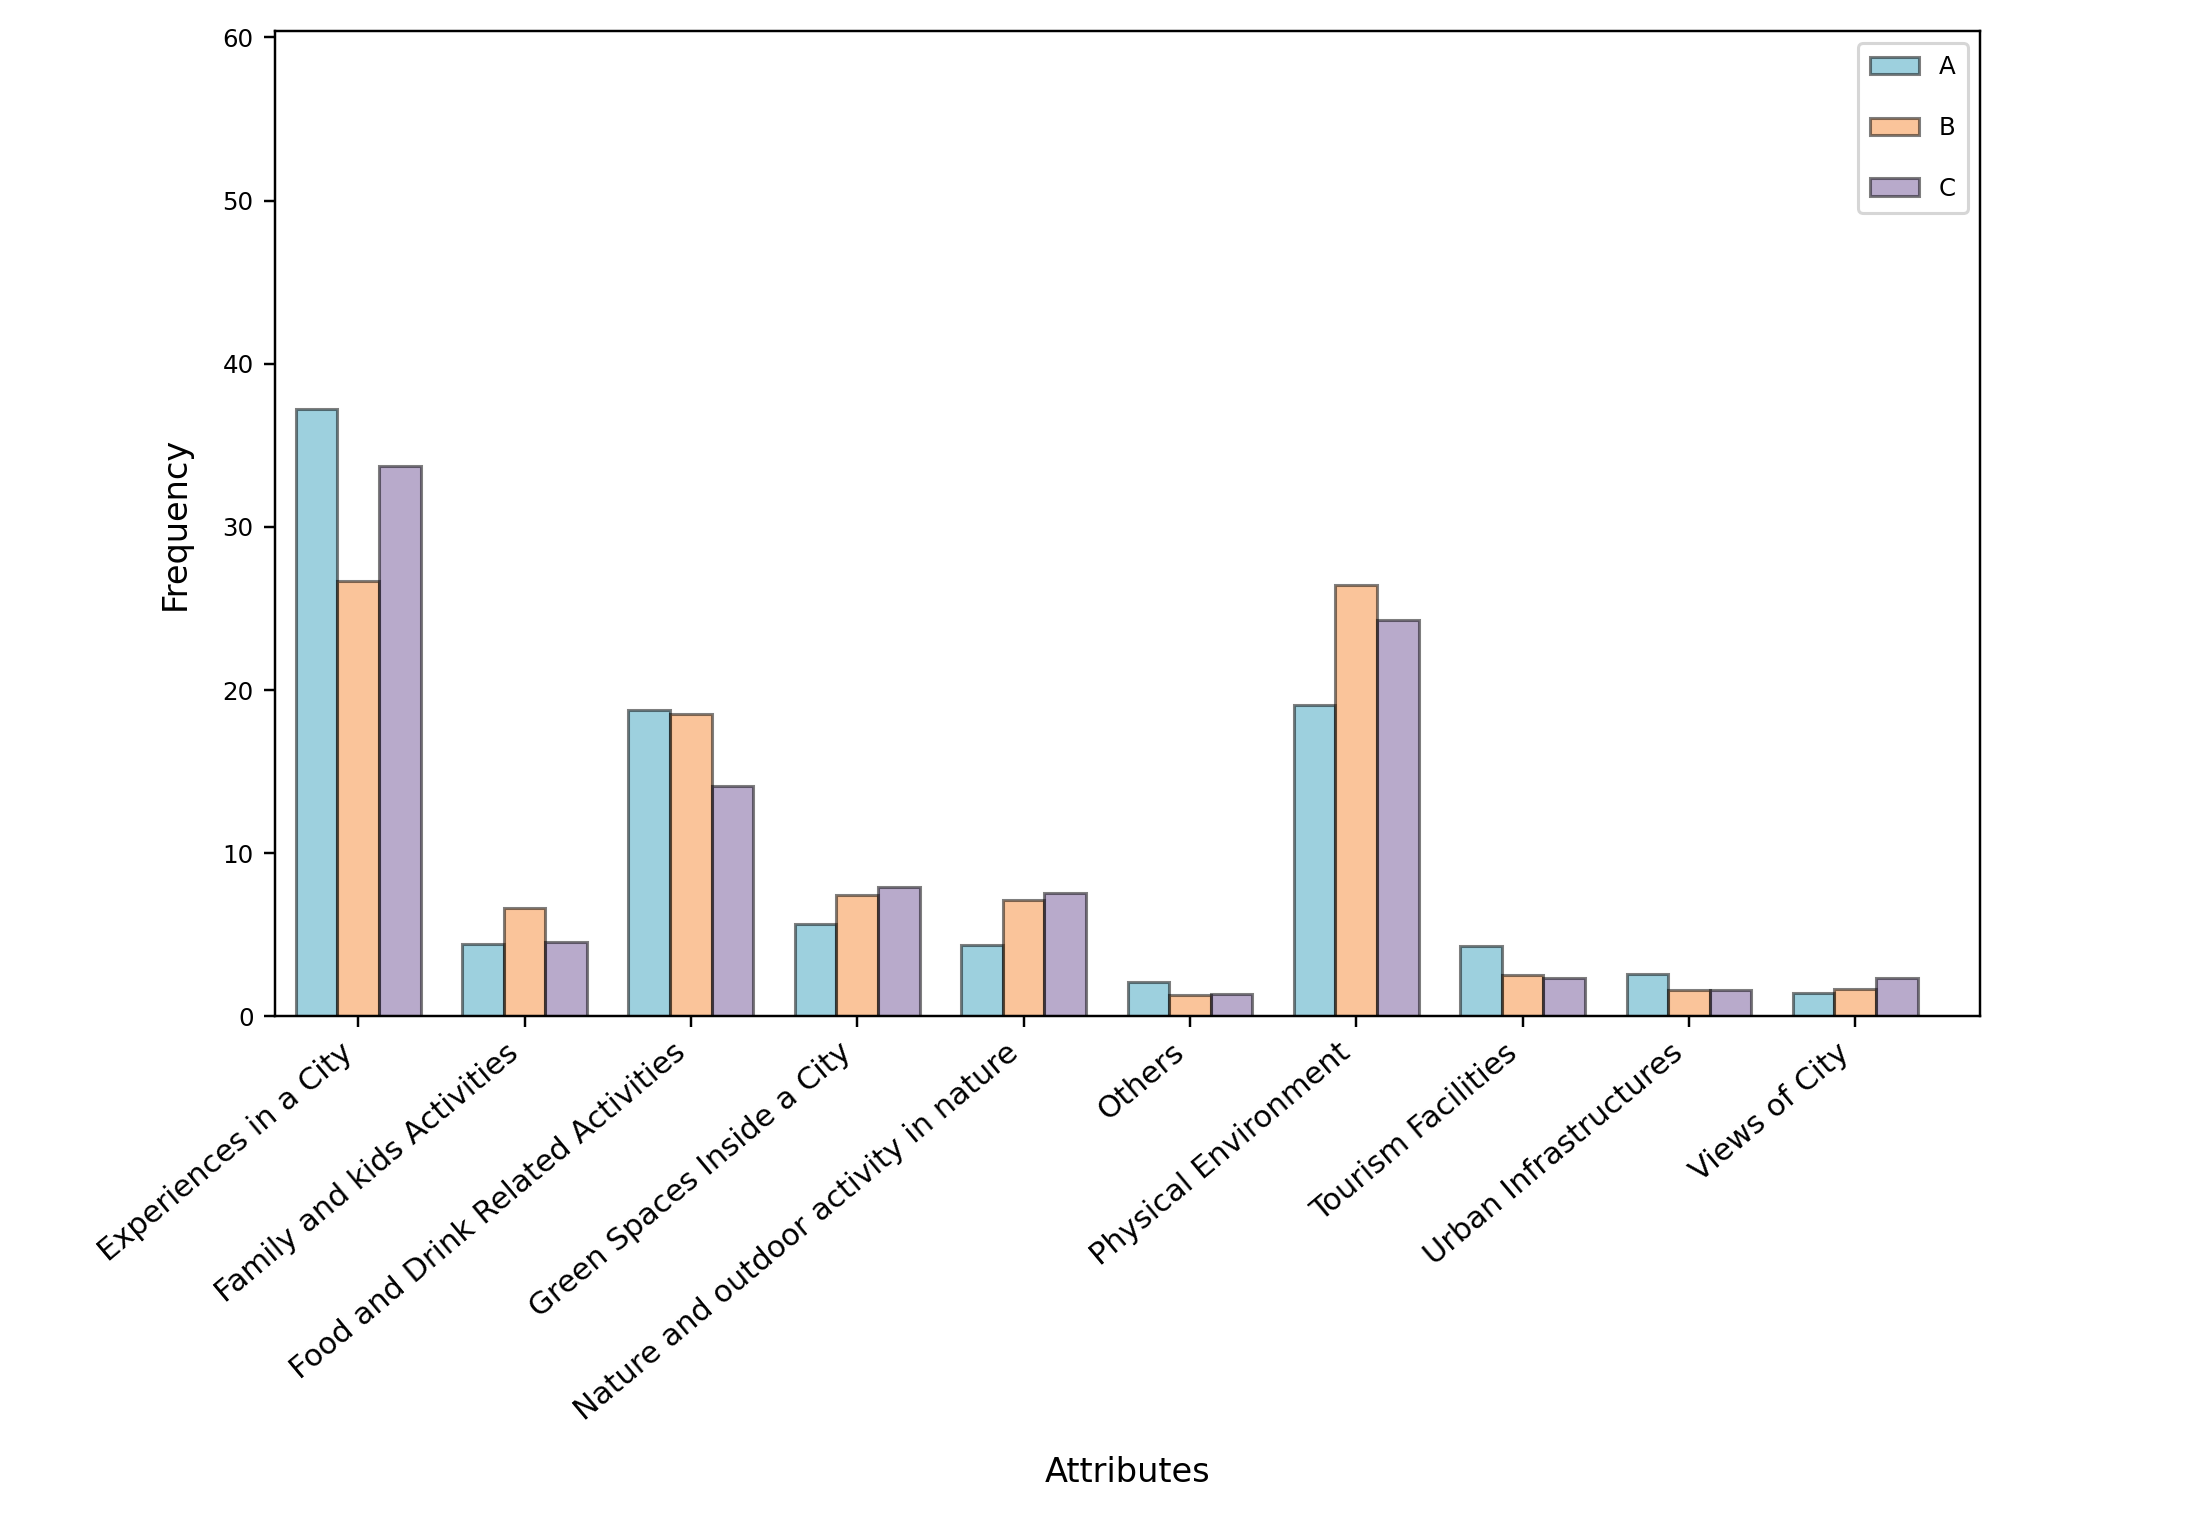 60
50
40
30
20
10
0
Frequency
A
B
C
Experiences in a City
Family and kids Activities
Food and Drink Related Activities
Green Spaces Inside a City
Nature and outdoor activity in nature
Others
Physical Environment
Tourism Facilities
Urban Infrastructures
Views of City
Attributes